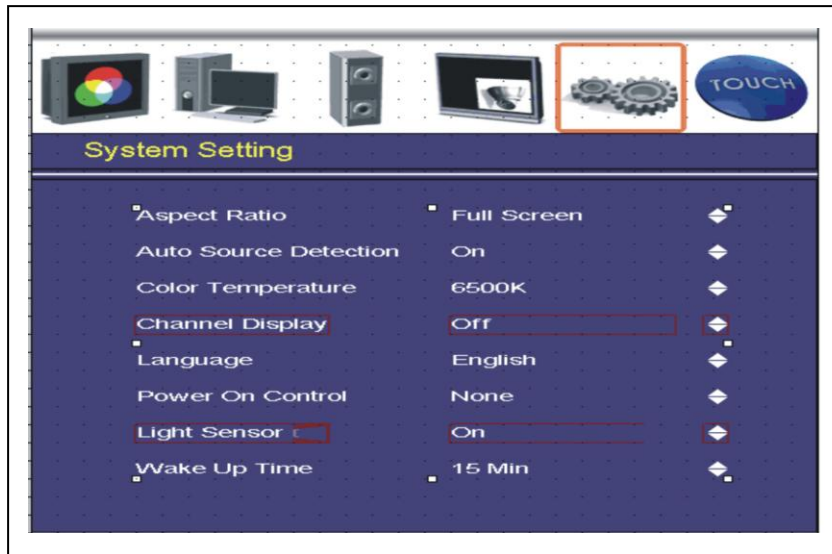 TOUCH
System Setting
Aspect Ratio Full Screen
Auto Source Detection On
Color Temperature 6500K
Channel Display Off
Language English
Power On Control None
Light Sensor On
Wake Up Time 15 Min